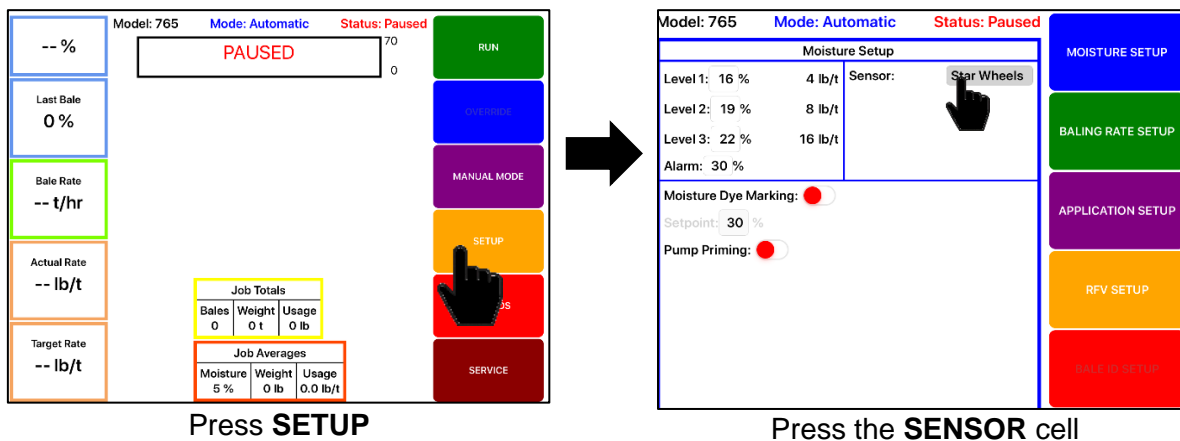 Model: 765 Mode: Automatic Status: Paused
-- %
PAUSED
70
0
Last Bale
0 %
Bale Rate
-- t/hr
Actual Rate
-- lb/t
Target Rate
-- lb/t
Job Totals
Bales Weight Usage
0 0 t 0 lb
Job Averages
Moisture Weight Usage
5 % 0 lb 0.0 lb/t
RUN
OVERRIDE
MANUAL MODE
SETUP
SERVICE
Press SETUP
Model: 765 Mode: Automatic Status: Paused
Moisture Setup
Level 1: 16 % 4 lb/t
Level 2: 19 % 8 lb/t
Level 3: 22 % 16 lb/t
Alarm: 30 %
Sensor: Star Wheels
Moisture Dye Marking:
Setpoint: 30 %
Pump Priming:
MOISTURE SETUP
BALING RATE SETUP
APPLICATION SETUP
RFV SETUP
BALE ID SETUP
Press the SENSOR cell